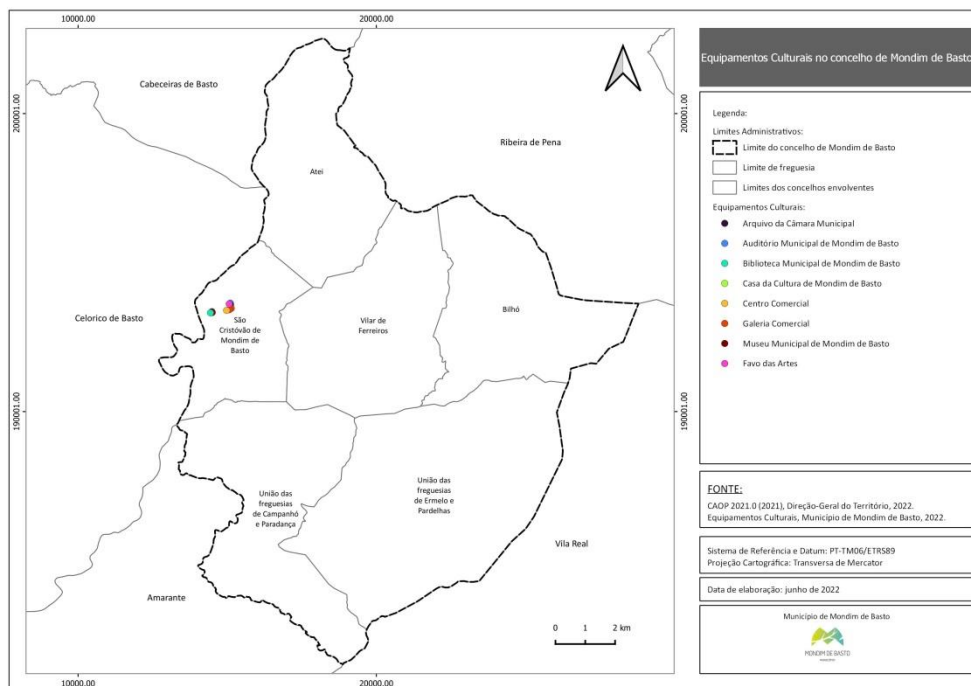 10000.00
20000.00
Equipamentos Culturais no concelho de Mondim de Basto
Cabeceiras de Basto
200001.00
200001.00
Ribeira de Pena
Atei
Legenda:
Limites Administrativos:
Limite do concelho de Mondim de Basto
Limite de freguesia
Limites dos concelhos envolventes
Equipamentos Culturais:
Arquivo da Câmara Municipal
Auditório Municipal de Mondim de Basto
Biblioteca Municipal de Mondim de Basto
Casa da Cultura de Mondim de Basto
Centro Comercial
Galeria Comercial
Museu Municipal de Mondim de Basto
Favo das Artes
Celorico de Basto
São
Cristóvão de
Mondim de
Basto
Vilar de
Ferreiros
Bilhó
190001.00
190001.00
União das
freguesias
de Campanhó
e Paradança
União das
freguesias
de Ermelo e
Pardelhas
Vila Real
Amarante
0 1 2 km
10000.00
20000.00
FONTE:
CAOP 2021.0 (2021), Direção-Geral do Território, 2022.
Equipamentos Culturais, Município de Mondim de Basto, 2022.
Sistema de Referência e Datum: PT-TM06/ETRS89
Projeção Cartográfica: Transversa de Mercator
Data de elaboração: junho de 2022
Município de Mondim de Basto
MONDIM DE BASTO